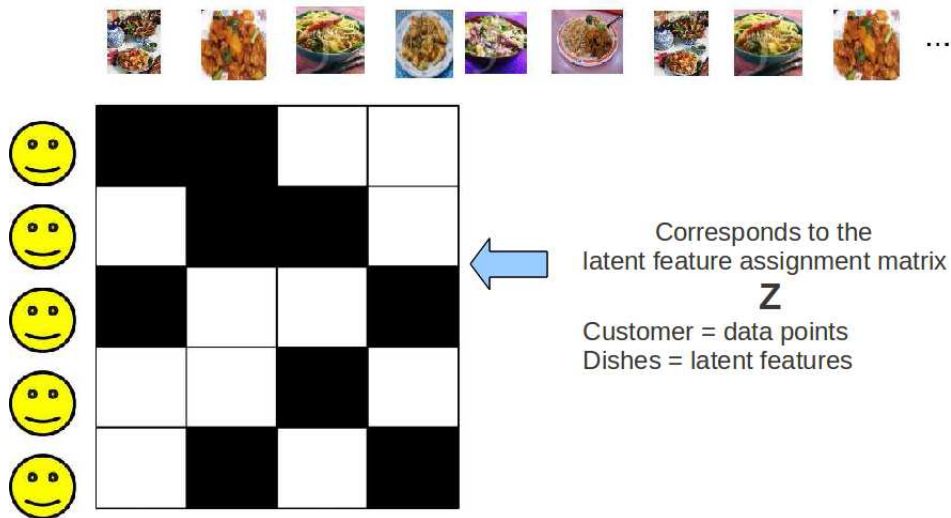 ...
Corresponds to the
latent feature assignment matrix
Z
Customer = data points
Dishes = latent features